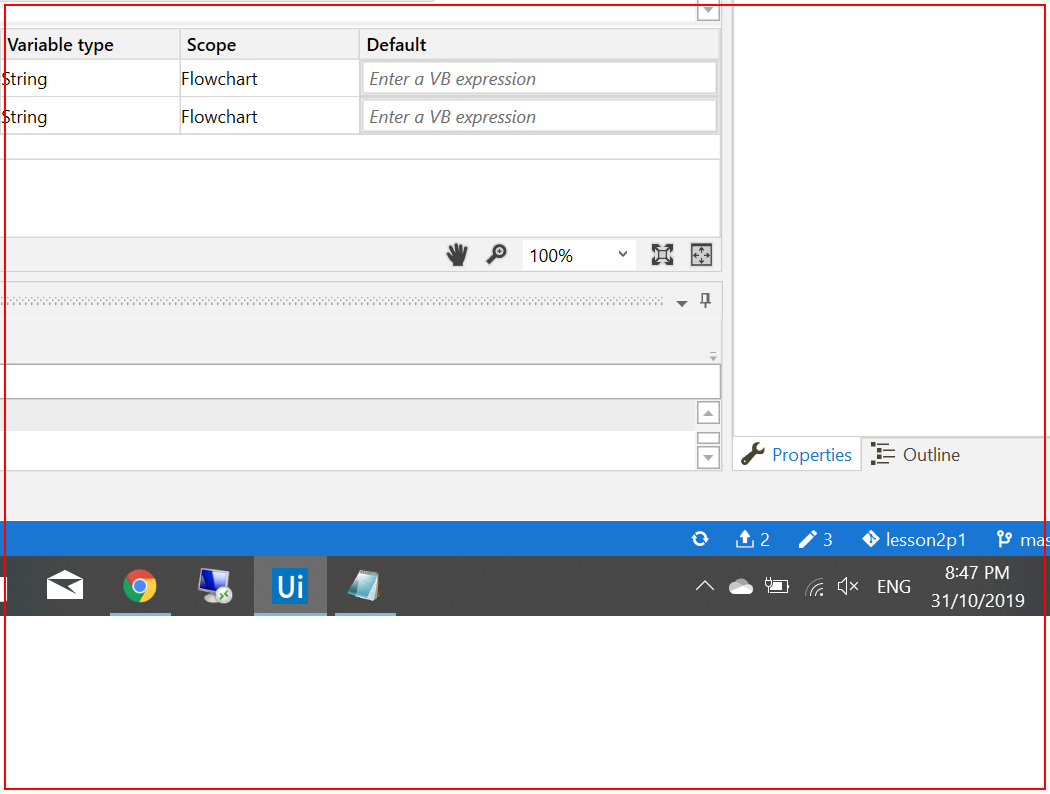 Variable type Scope Default
String Flowchart Enter a VB expression
String Flowchart Enter a VB expression
100%
Properties Outline
2 3 lesson2p1 mas
Ui ENG 8:47 PM
31/10/2019